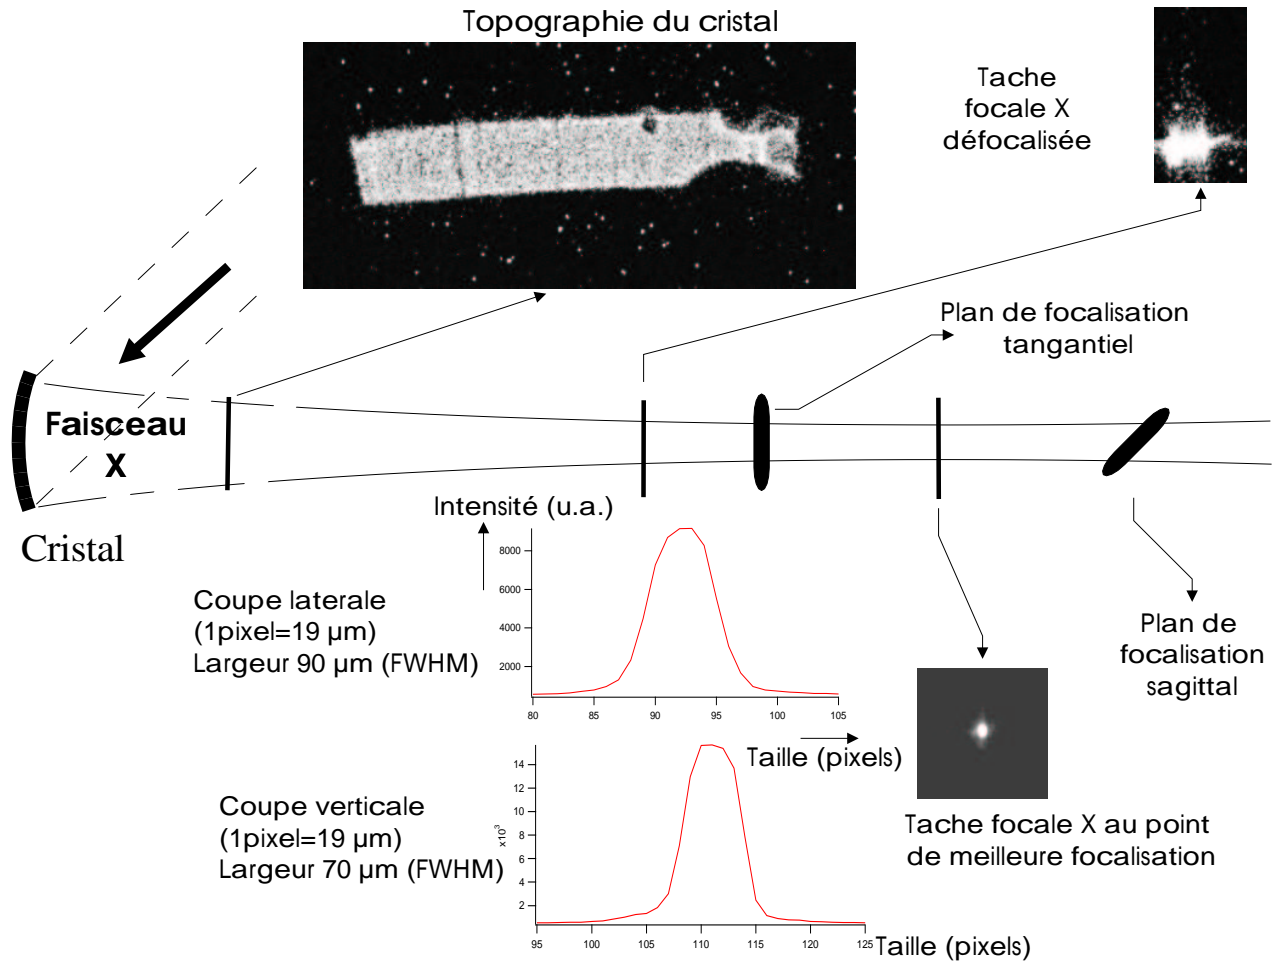 Topographie du cristal
Tache
focale X
défocalisée
Plan de focalisation
tangantiel
Faisceau
X
Cristal
Intensité (u.a.)
8000
6000
4000
2000
80 85 90 95 100 105
Coupe laterale
(1pixel=19 µm)
Largeur 90 µm (FWHM)
Taille (pixels)
Plan de
focalisation
sagittal
Coupe verticale
(1pixel=19 µm)
Largeur 70 µm (FWHM)
x10³
14
12
10
8
6
4
2
95 100 105 110 115 120 125
Taille (pixels)
Tache focale X au point
de meilleure focalisation